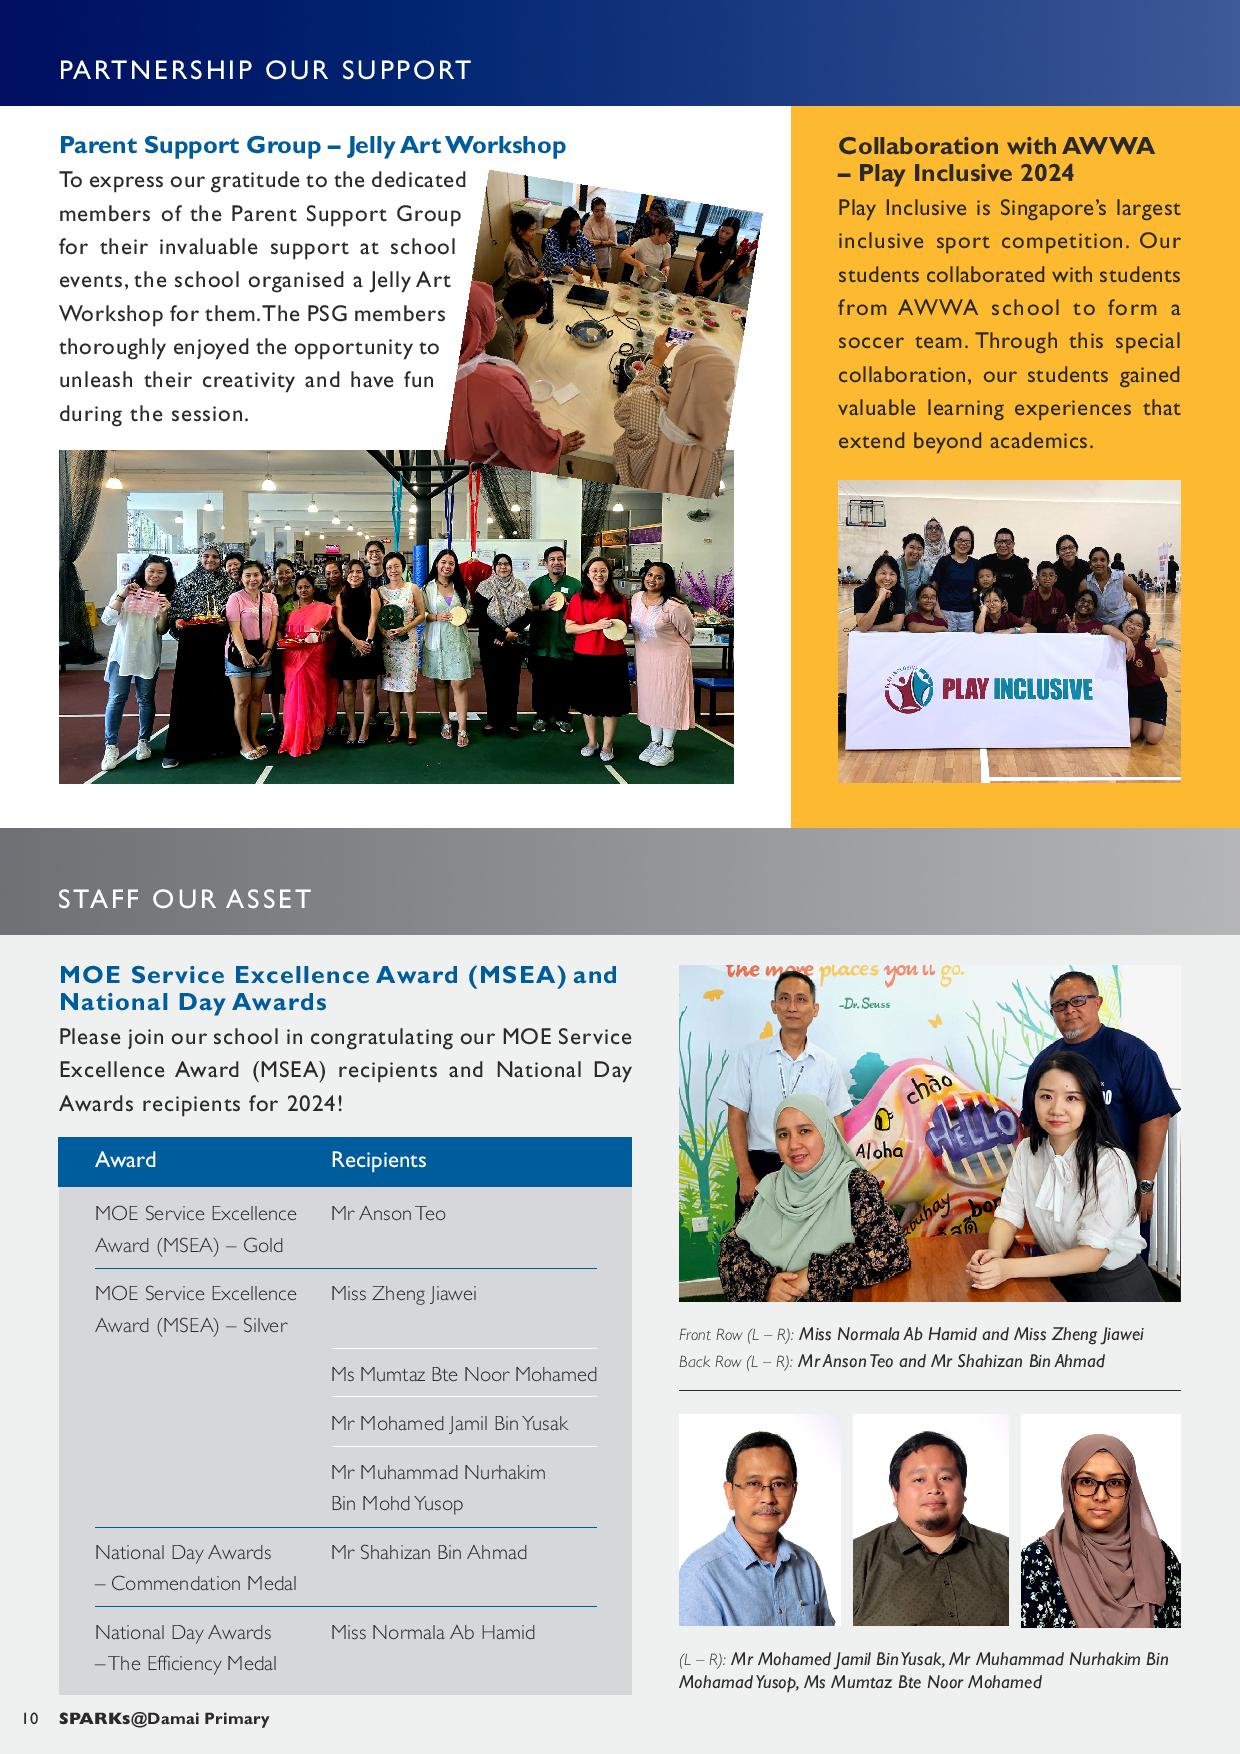 PARTNERSHIP OUR SUPPORT
Parent Support Group – Jelly Art Workshop
To express our gratitude to the dedicated
members of the Parent Support Group
for their invaluable support at school
events, the school organised a Jelly Art
Workshop for them. The PSG members
thoroughly enjoyed the opportunity to
unleash their creativity and have fun
during the session.
Collaboration with AWWA
– Play Inclusive 2024
Play Inclusive is Singapore’s largest
inclusive sport competition. Our
students collaborated with students
from AWWA school to form a
soccer team. Through this special
collaboration, our students gained
valuable learning experiences that
extend beyond academics.
PLAY INCLUSIVE
PLAY INCLUSIVE
STAFF OUR ASSET
MOE Service Excellence Award (MSEA) and
National Day Awards
Please join our school in congratulating our MOE Service
Excellence Award (MSEA) recipients and National Day
Awards recipients for 2024!
Award Recipients
MOE Service Excellence Mr Anson Teo
Award (MSEA) – Gold
MOE Service Excellence Miss Zheng Jiawei
Award (MSEA) – Silver
Ms Mumtaz Bte Noor Mohamed
Mr Mohamed Jamil Bin Yusak
Mr Muhammad Nurhakim
Bin Mohd Yusop
National Day Awards Mr Shahizan Bin Ahmad
– Commendation Medal
National Day Awards Miss Normala Ab Hamid
– The Efficiency Medal
the more places you'll go.
-Dr. Seuss
chào
HELLO
Aloha
Front Row (L – R): Miss Normala Ab Hamid and Miss Zheng Jiawei
Back Row (L – R): Mr Anson Teo and Mr Shahizan Bin Ahmad
(L – R): Mr Mohamed Jamil Bin Yusak, Mr Muhammad Nurhakim Bin
Mohamad Yusop, Ms Mumtaz Bte Noor Mohamed
10 SPARKs@Damai Primary